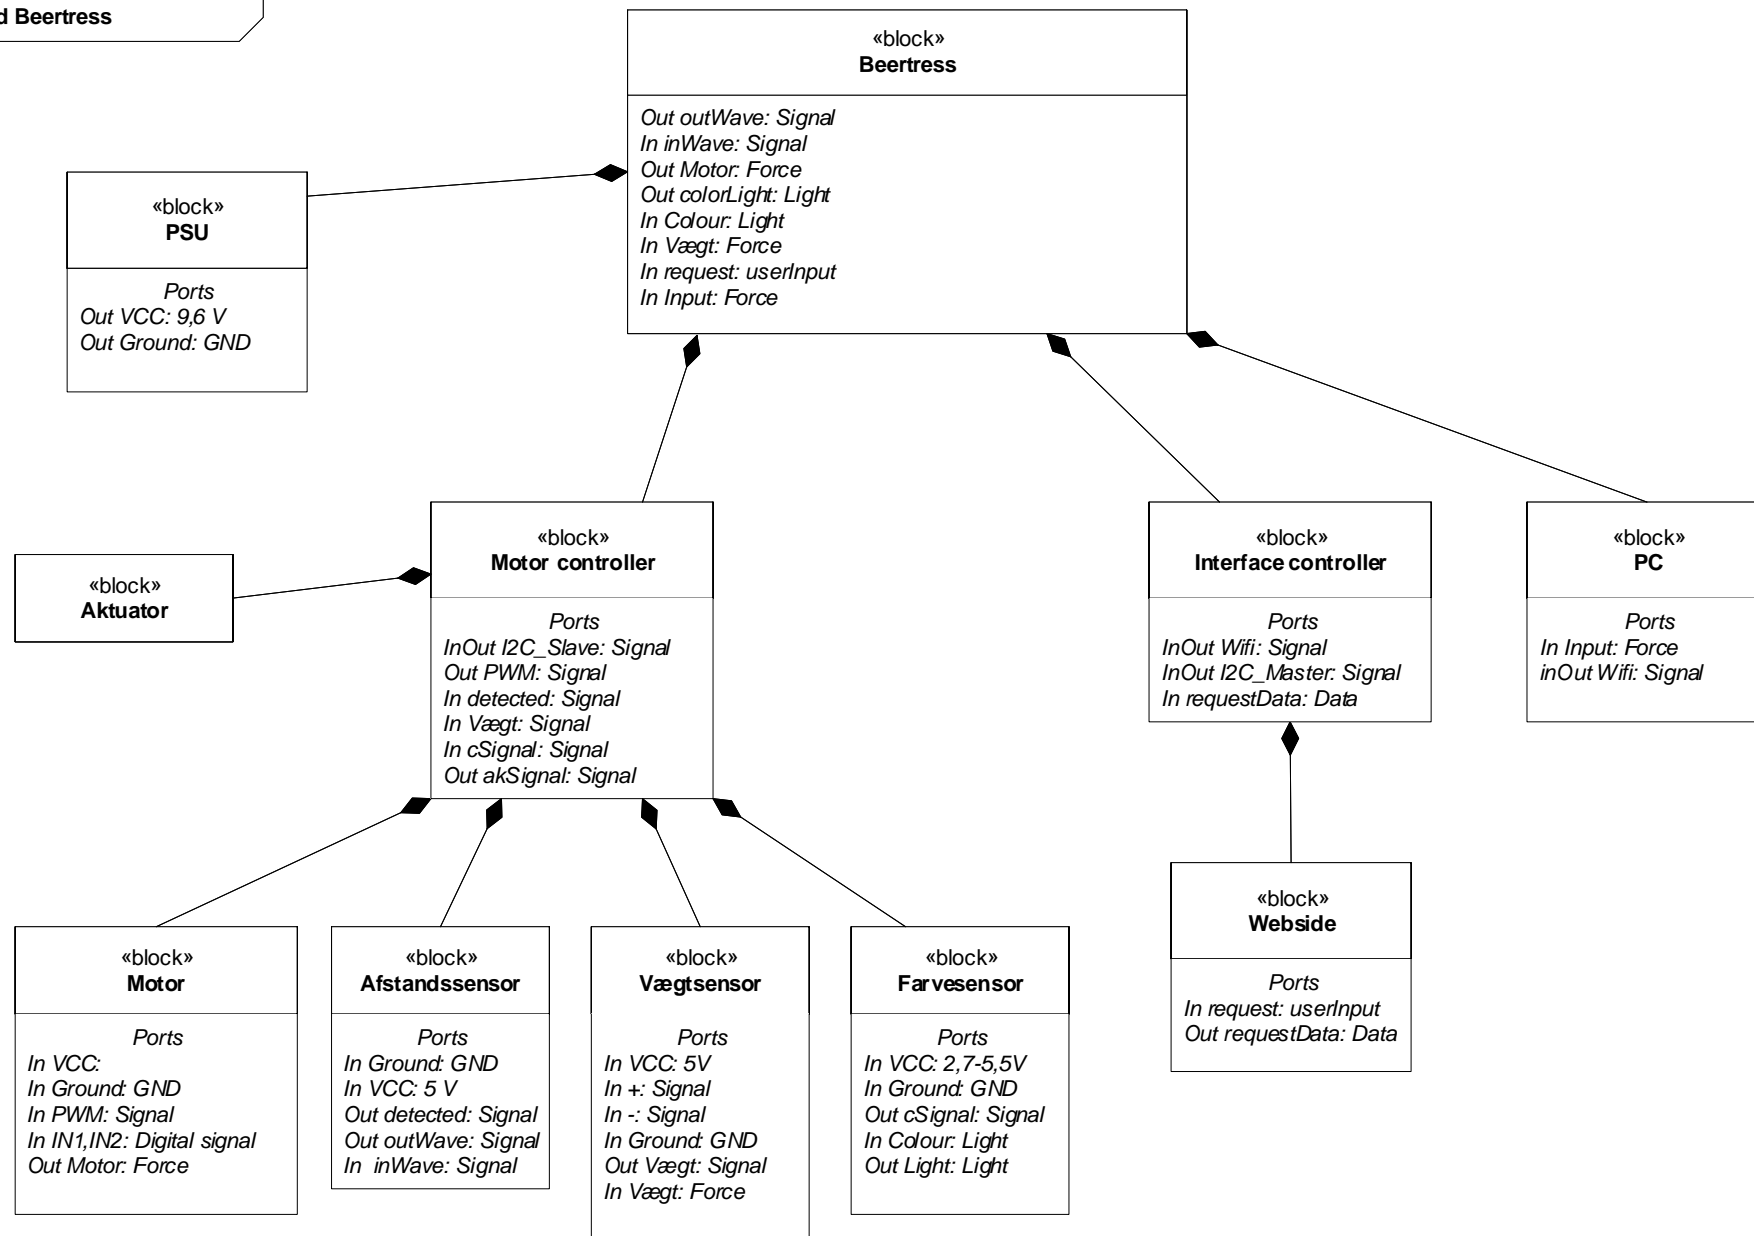 d Beertress
«block»
Beertress
Out outWave: Signal
In inWave: Signal
Out Motor: Force
Out colorLight: Light
In Colour: Light
In Vægt: Force
In request: userInput
In Input: Force
«block»
PSU
Ports
Out VCC: 9,6 V
Out Ground: GND
«block»
Aktuator
«block»
Motor controller
Ports
InOut I2C_Slave: Signal
Out PWM: Signal
In detected: Signal
In Vægt: Signal
In cSignal: Signal
Out akSignal: Signal
«block»
Interface controller
Ports
InOut Wifi: Signal
InOut I2C_Master: Signal
In requestData: Data
«block»
PC
Ports
In Input: Force
inOut Wifi: Signal
«block»
Webside
Ports
In request: userInput
Out requestData: Data
«block»
Motor
Ports
In VCC:
In Ground: GND
In PWM: Signal
In IN1,IN2: Digital signal
Out Motor: Force
«block»
Afstandssensor
Ports
In Ground: GND
In VCC: 5 V
Out detected: Signal
Out outWave: Signal
In inWave: Signal
«block»
Vægtsensor
Ports
In VCC: 5V
In +: Signal
In -: Signal
In Ground: GND
Out Vægt: Signal
In Vægt: Force
«block»
Farvesensor
Ports
In VCC: 2,7-5,5V
In Ground: GND
Out cSignal: Signal
In Colour: Light
Out Light: Light